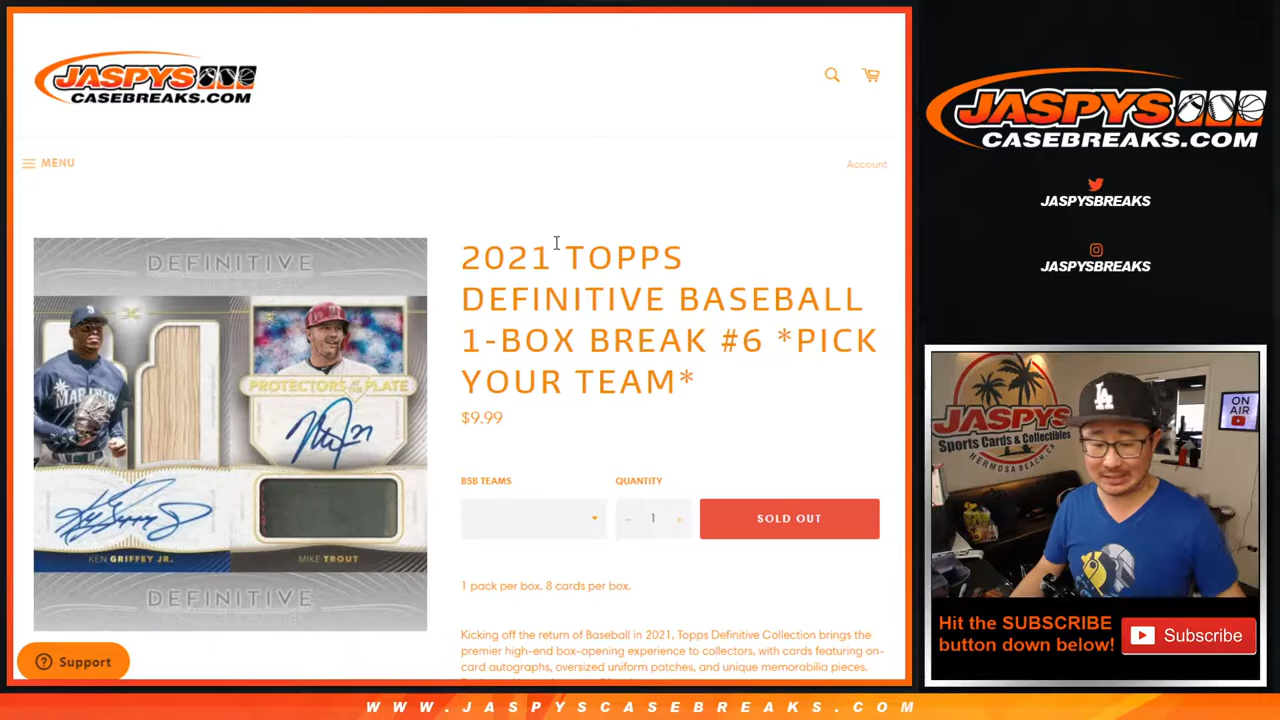 JASPYS
CASEBREAKS.COM
MENU
Account
DEFINITIVE
PROTECTORS OF THE PLATE
KEN GRIFFEY JR.
MIKE TROUT
DEFINITIVE
Support
2021 TOPPS
DEFINITIVE BASEBALL
1-BOX BREAK #6 *PICK
YOUR TEAM*
$9.99
BSB TEAMS
QUANTITY
− 1 +
SOLD OUT
1 pack per box. 8 cards per box.
Kicking off the return of Baseball in 2021, Topps Definitive Collection brings the
premier high-end box-opening experience to collectors, with cards featuring on-
card autographs, oversized uniform patches, and unique memorabilia pieces.
JASPYS
CASEBREAKS.COM
JASPYSBREAKS
JASPYSBREAKS
JASPYS
Sports Cards & Collectibles
HERMOSA BEACH, CA
LA
ON
AIR
Hit the SUBSCRIBE
button down below!
Subscribe
WWW.JASPYSCASEBREAKS.COM